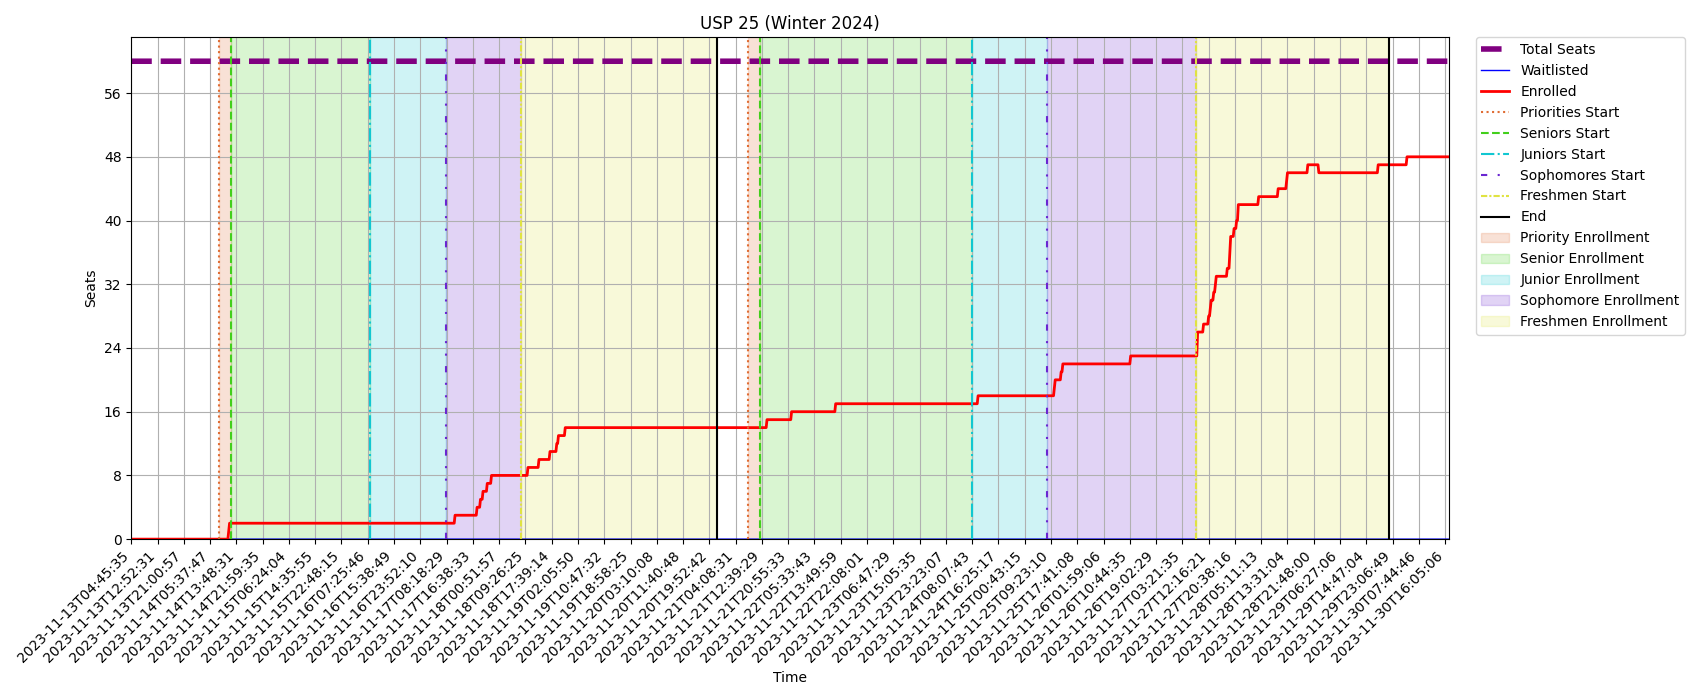 USP 25 (Winter 2024)
Seats
56
48
40
32
24
16
8
0
2023-11-13T04:45:35
2023-11-13T12:52:31
2023-11-13T21:00:57
2023-11-14T05:37:47
2023-11-14T13:48:31
2023-11-14T21:59:35
2023-11-15T06:24:04
2023-11-15T14:35:55
2023-11-15T22:48:15
2023-11-16T07:25:46
2023-11-16T15:38:49
2023-11-16T23:52:10
2023-11-17T08:18:29
2023-11-17T16:38:33
2023-11-18T00:51:57
2023-11-18T09:26:25
2023-11-18T17:39:14
2023-11-19T02:05:50
2023-11-19T10:47:32
2023-11-19T18:58:25
2023-11-20T03:10:08
2023-11-20T11:40:48
2023-11-20T19:52:42
2023-11-21T04:08:31
2023-11-21T12:39:29
2023-11-21T20:55:33
2023-11-22T05:33:43
2023-11-22T13:49:59
2023-11-22T22:08:01
2023-11-23T06:47:29
2023-11-23T15:05:35
2023-11-23T23:23:07
2023-11-24T08:07:43
2023-11-24T16:25:17
2023-11-25T00:43:15
2023-11-25T09:23:10
2023-11-25T17:41:08
2023-11-26T01:59:06
2023-11-26T10:44:35
2023-11-26T19:02:29
2023-11-27T03:21:35
2023-11-27T12:16:21
2023-11-27T20:38:16
2023-11-28T05:11:13
2023-11-28T13:31:04
2023-11-28T21:48:00
2023-11-29T06:27:06
2023-11-29T14:47:04
2023-11-29T23:06:49
2023-11-30T07:44:46
2023-11-30T16:05:06
Time
Total Seats
Waitlisted
Enrolled
Priorities Start
Seniors Start
Juniors Start
Sophomores Start
Freshmen Start
End
Priority Enrollment
Senior Enrollment
Junior Enrollment
Sophomore Enrollment
Freshmen Enrollment